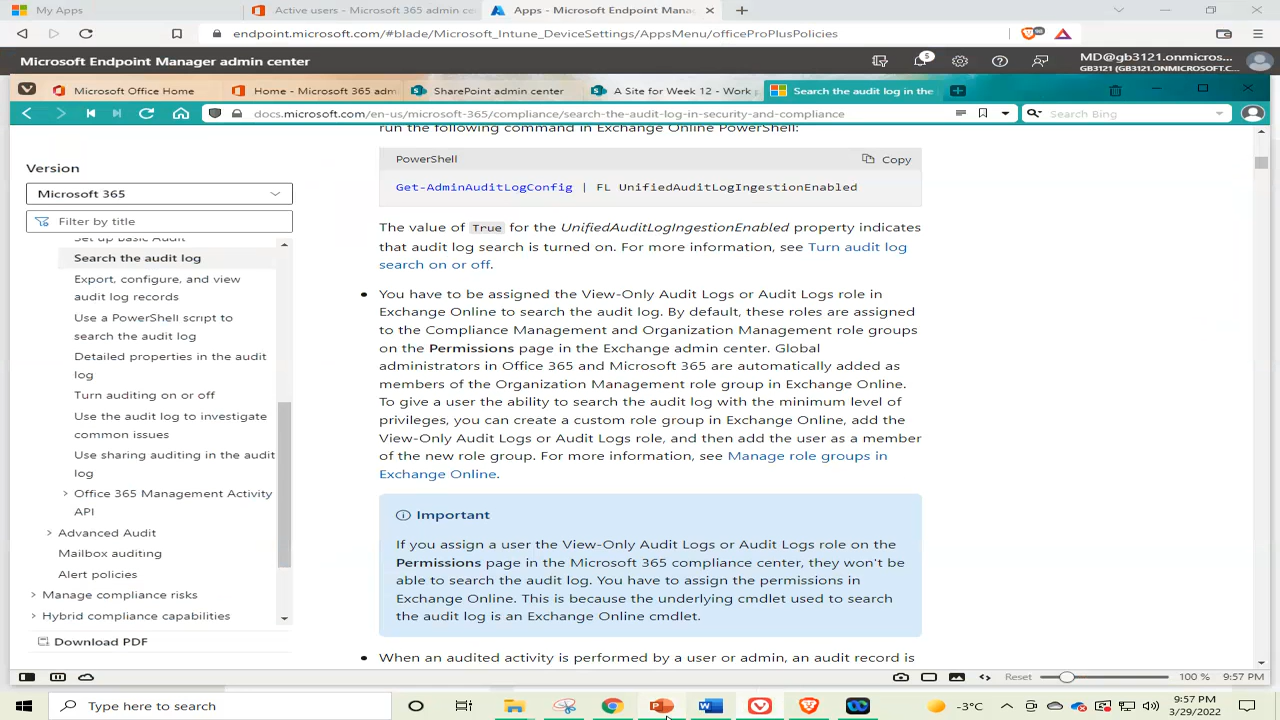 My Apps
Active users - Microsoft 365 admin cen
Apps - Microsoft Endpoint Mana
endpoint.microsoft.com/#blade/Microsoft_Intune_DeviceSettings/AppsMenu/officeProPlusPolicies
Microsoft Endpoint Manager admin center
5
MD@gb3121.onmicros...
GB3121 (GB3121.ONMICROSOFT.C...
Microsoft Office Home
Home - Microsoft 365 adm
SharePoint admin center
A Site for Week 12 - Work p
Search the audit log in the
docs.microsoft.com/en-us/microsoft-365/compliance/search-the-audit-log-in-security-and-compliance
Search Bing
Version
Microsoft 365
Filter by title
Set up Basic Audit
Search the audit log
Export, configure, and view
audit log records
Use a PowerShell script to
search the audit log
Detailed properties in the audit
log
Turn auditing on or off
Use the audit log to investigate
common issues
Use sharing auditing in the audit
log
Office 365 Management Activity
API
Advanced Audit
Mailbox auditing
Alert policies
Manage compliance risks
Hybrid compliance capabilities
Download PDF
run the following command in Exchange Online PowerShell:
PowerShell
Copy
Get-AdminAuditLogConfig | FL UnifiedAuditLogIngestionEnabled
The value of True for the UnifiedAuditLogIngestionEnabled property indicates
that audit log search is turned on. For more information, see Turn audit log
search on or off.
You have to be assigned the View-Only Audit Logs or Audit Logs role in
Exchange Online to search the audit log. By default, these roles are assigned
to the Compliance Management and Organization Management role groups
on the Permissions page in the Exchange admin center. Global
administrators in Office 365 and Microsoft 365 are automatically added as
members of the Organization Management role group in Exchange Online.
To give a user the ability to search the audit log with the minimum level of
privileges, you can create a custom role group in Exchange Online, add the
View-Only Audit Logs or Audit Logs role, and then add the user as a member
of the new role group. For more information, see Manage role groups in
Exchange Online.
Important
If you assign a user the View-Only Audit Logs or Audit Logs role on the
Permissions page in the Microsoft 365 compliance center, they won't be
able to search the audit log. You have to assign the permissions in
Exchange Online. This is because the underlying cmdlet used to search
the audit log is an Exchange Online cmdlet.
When an audited activity is performed by a user or admin, an audit record is
Reset
100 %
9:57 PM
Type here to search
-3°C
9:57 PM
3/29/2022